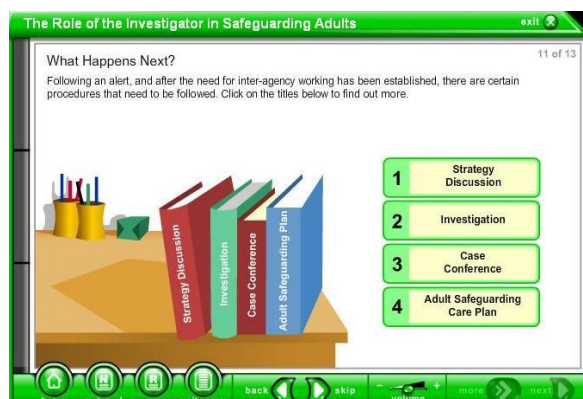 The Role of the Investigator in Safeguarding Adults
exit
11 of 13
What Happens Next?
Following an alert, and after the need for inter-agency working has been established, there are certain
procedures that need to be followed. Click on the titles below to find out more.
Strategy Discussion
Investigation
Case Conference
Adult Safeguarding Plan
1
Strategy
Discussion
2
Investigation
3
Case
Conference
4
Adult Safeguarding
Care Plan
N
R
back
skip
- +
volume
more
next